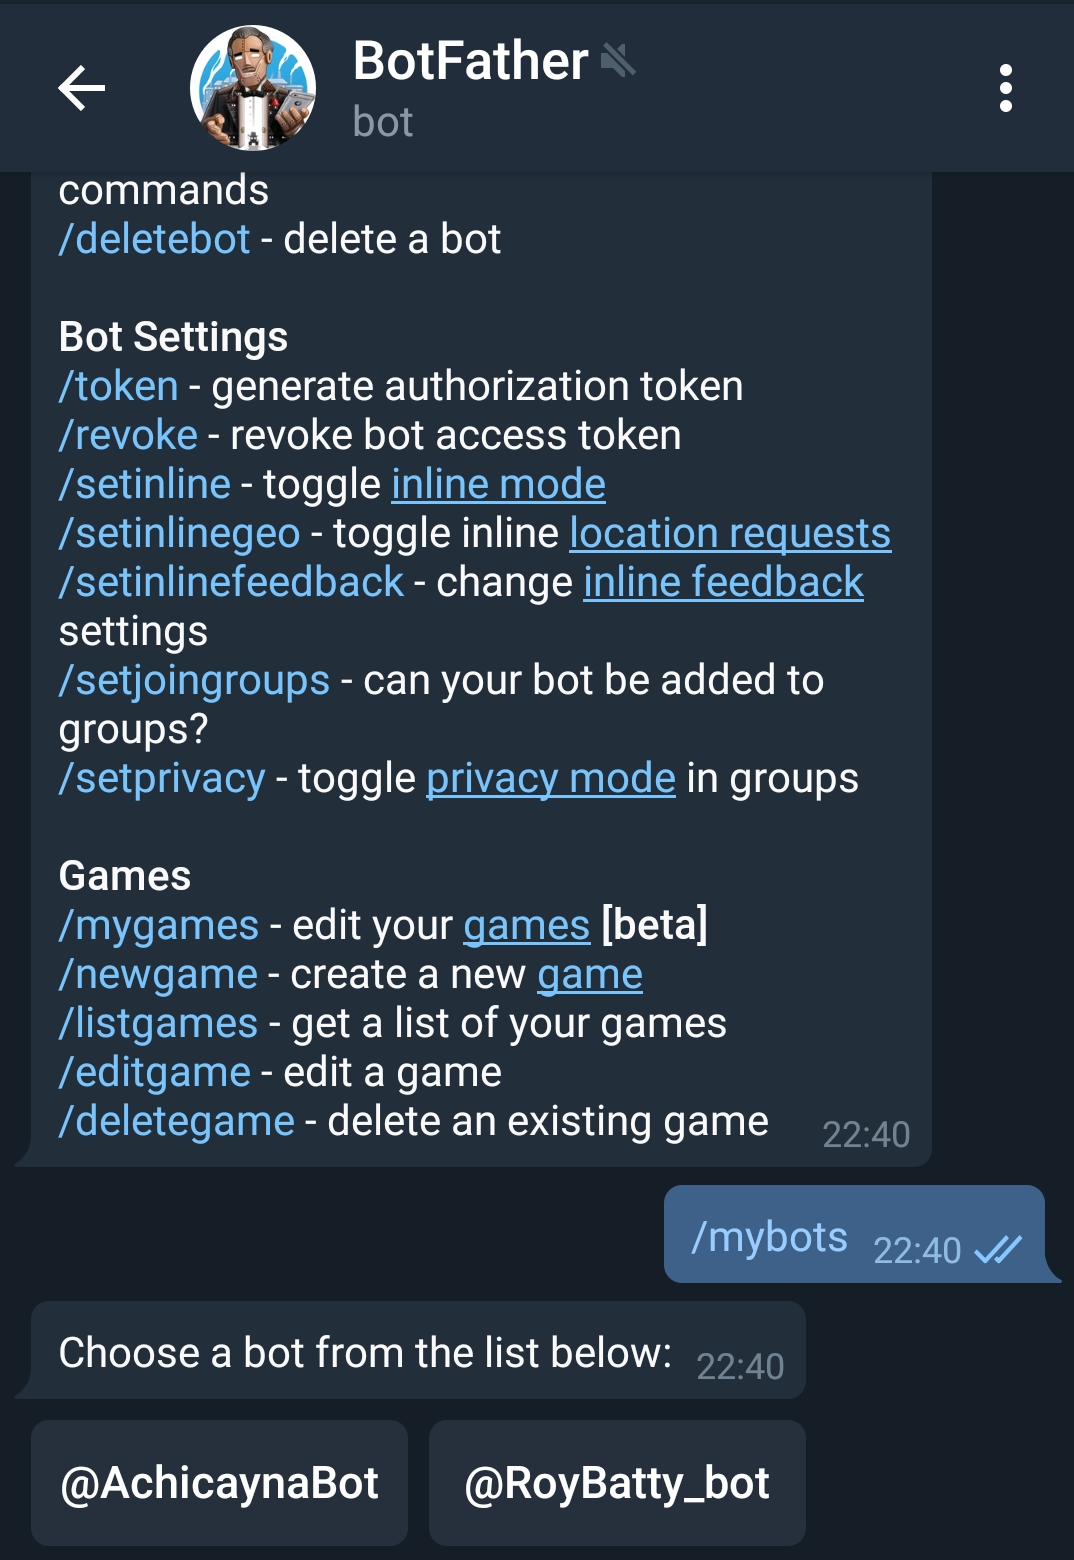 BotFather
bot
commands
/deletebot - delete a bot
Bot Settings
/token - generate authorization token
/revoke - revoke bot access token
/setinline - toggle inline mode
/setinlinegeo - toggle inline location requests
/setinlinefeedback - change inline feedback
settings
/setjoingroups - can your bot be added to
groups?
/setprivacy - toggle privacy mode in groups
Games
/mygames - edit your games [beta]
/newgame - create a new game
/listgames - get a list of your games
/editgame - edit a game
/deletegame - delete an existing game 22:40
/mybots 22:40
Choose a bot from the list below: 22:40
@AchicaynaBot @RoyBatty_bot